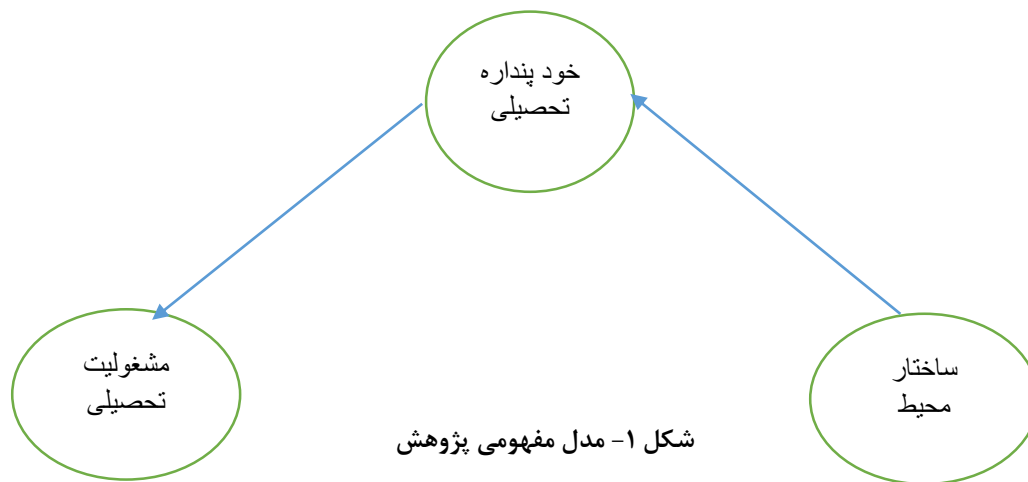 خود پنداره
تحصیلی
ساختار
محیط
مشغولیت
تحصیلی
شکل ۱- مدل مفهومی پژوهش